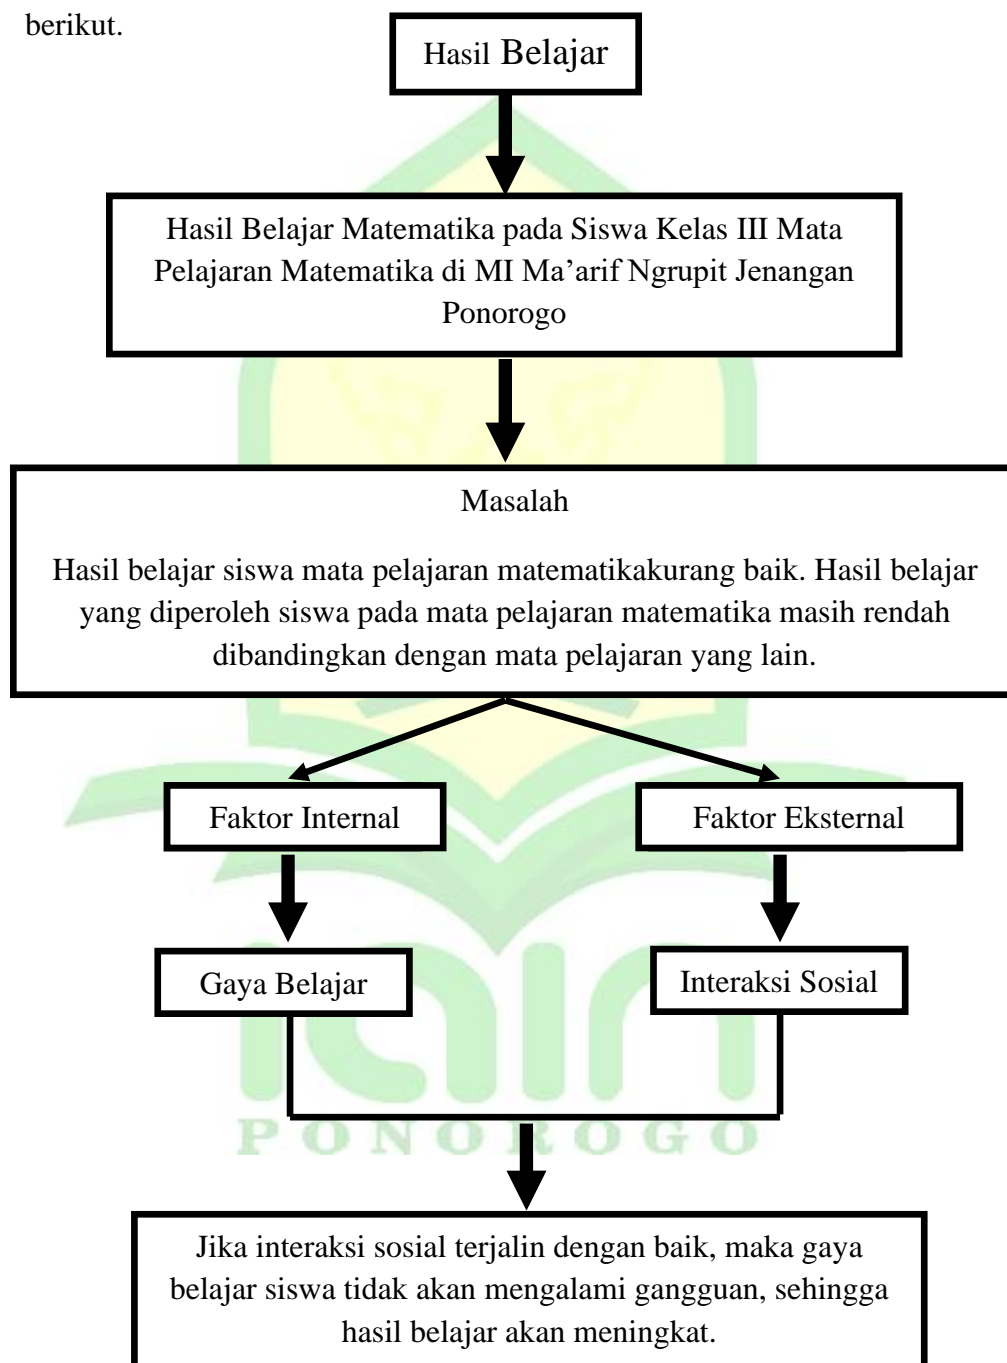 berikut.
Hasil Belajar
Hasil Belajar Matematika pada Siswa Kelas III Mata
Pelajaran Matematika di MI Ma’arif Ngrupit Jenangan
Ponorogo
Masalah
Hasil belajar siswa mata pelajaran matematikakurang baik. Hasil belajar
yang diperoleh siswa pada mata pelajaran matematika masih rendah
dibandingkan dengan mata pelajaran yang lain.
Faktor Internal
Faktor Eksternal
Gaya Belajar
Interaksi Sosial
iain
PONOROGO
Jika interaksi sosial terjalin dengan baik, maka gaya
belajar siswa tidak akan mengalami gangguan, sehingga
hasil belajar akan meningkat.